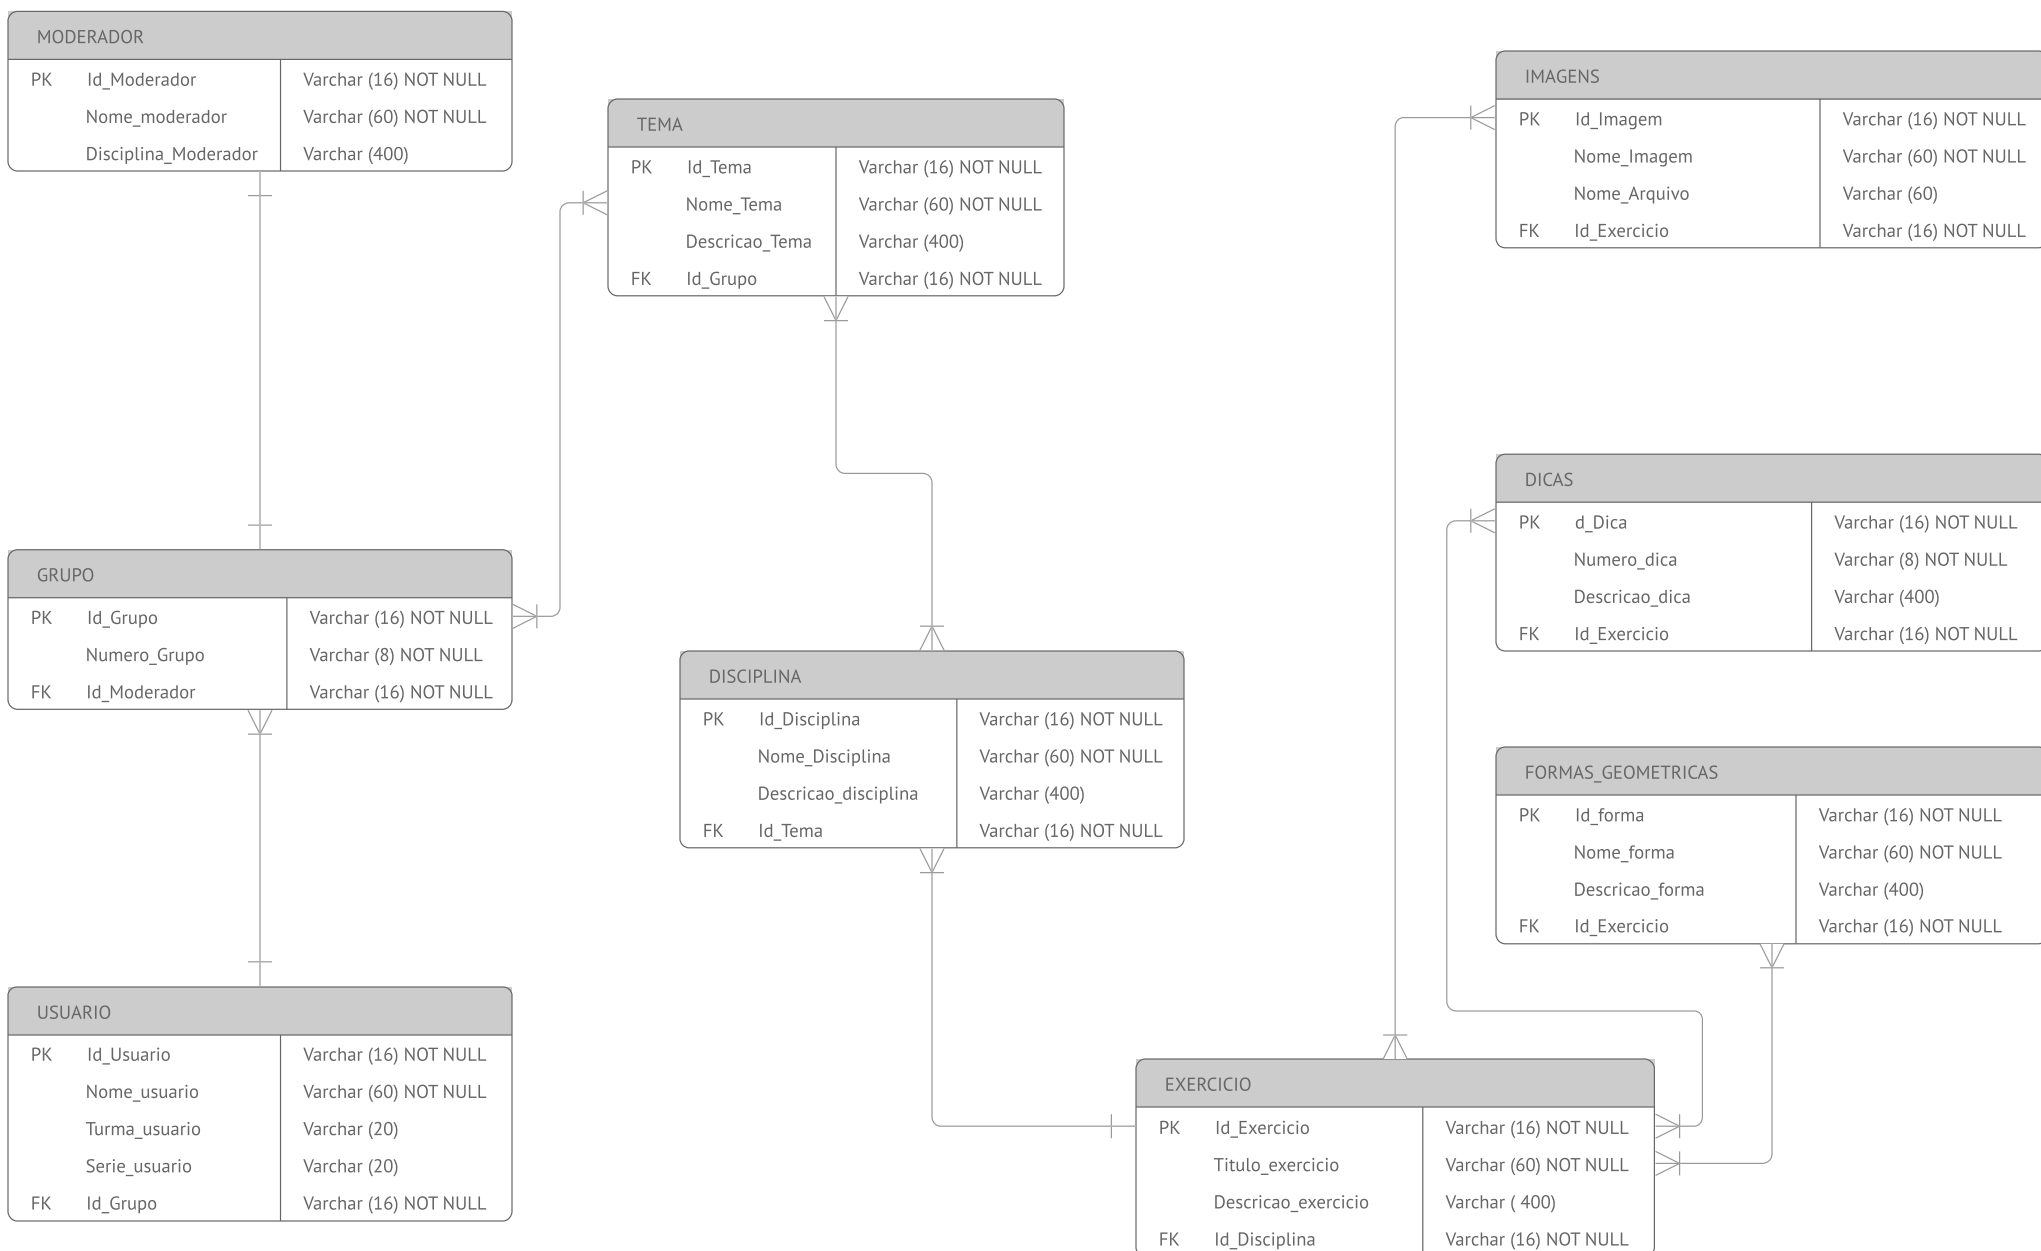 MODERADOR
PK Id_Moderador Varchar (16) NOT NULL
Nome_moderador Varchar (60) NOT NULL
Disciplina_Moderador Varchar (400)
TEMA
PK Id_Tema Varchar (16) NOT NULL
Nome_Tema Varchar (60) NOT NULL
Descricao_Tema Varchar (400)
FK Id_Grupo Varchar (16) NOT NULL
IMAGENS
PK Id_Imagem Varchar (16) NOT NULL
Nome_Imagem Varchar (60) NOT NULL
Nome_Arquivo Varchar (60)
FK Id_Exercicio Varchar (16) NOT NULL
GRUPO
PK Id_Grupo Varchar (16) NOT NULL
Numero_Grupo Varchar (8) NOT NULL
FK Id_Moderador Varchar (16) NOT NULL
DISCIPLINA
PK Id_Disciplina Varchar (16) NOT NULL
Nome_Disciplina Varchar (60) NOT NULL
Descricao_disciplina Varchar (400)
FK Id_Tema Varchar (16) NOT NULL
DICAS
PK d_Dica Varchar (16) NOT NULL
Numero_dica Varchar (8) NOT NULL
Descricao_dica Varchar (400)
FK Id_Exercicio Varchar (16) NOT NULL
FORMAS_GEOMETRICAS
PK Id_forma Varchar (16) NOT NULL
Nome_forma Varchar (60) NOT NULL
Descricao_forma Varchar (400)
FK Id_Exercicio Varchar (16) NOT NULL
USUARIO
PK Id_Usuario Varchar (16) NOT NULL
Nome_usuario Varchar (60) NOT NULL
Turma_usuario Varchar (20)
Serie_usuario Varchar (20)
FK Id_Grupo Varchar (16) NOT NULL
EXERCICIO
PK Id_Exercicio Varchar (16) NOT NULL
Titulo_exercicio Varchar (60) NOT NULL
Descricao_exercicio Varchar ( 400)
FK Id_Disciplina Varchar (16) NOT NULL